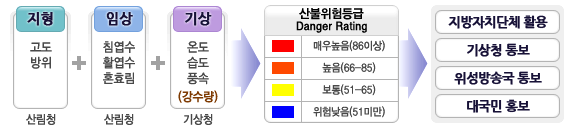 지형
고도
방위
산림청
임상
침엽수
활엽수
혼효림
산림청
기상
온도
습도
풍속
(강수량)
기상청
산불위험등급
Danger Rating
매우높음(86이상)
높음(66-85)
보통(51-65)
위험낮음(51미만)
지방자치단체 활용
기상청 통보
위성방송국 통보
대국민 홍보